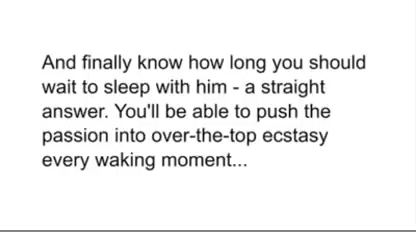 And finally know how long you should
wait to sleep with him - a straight
answer. You'll be able to push the
passion into over-the-top ecstasy
every waking moment...